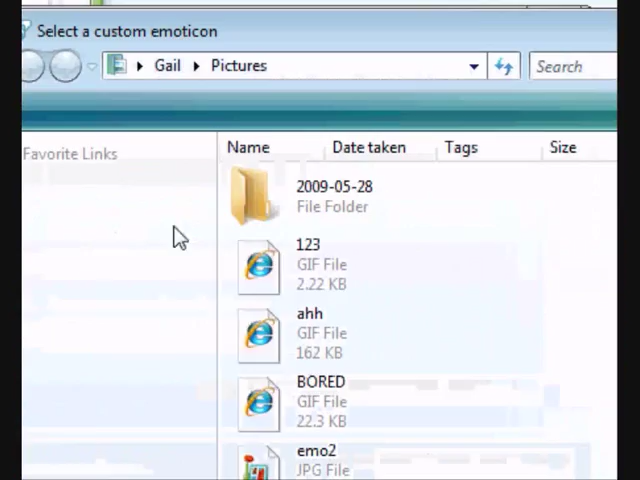 Select a custom emoticon
Gail Pictures
Search
Favorite Links
Name Date taken Tags Size
2009-05-28
File Folder
123
GIF File
2.22 KB
ahh
GIF File
162 KB
BORED
GIF File
22.3 KB
emo2
JPG File